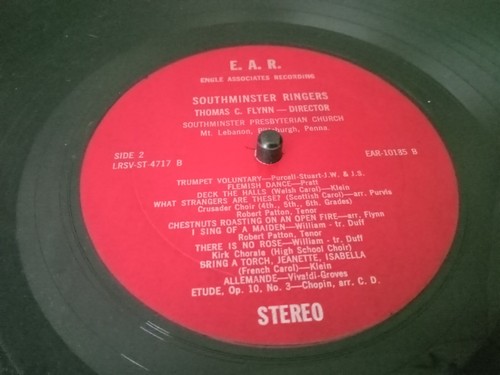 E. A. R.
ENGLE ASSOCIATES RECORDING
SOUTHMINSTER RINGERS
THOMAS C. FLYNN — DIRECTOR
SOUTHMINSTER PRESBYTERIAN CHURCH
Mt. Lebanon, Pittsburgh, Penna.
SIDE 2
LRSV-ST-4717 B
EAR-10185 B
TRUMPET VOLUNTARY—Purcell-Stuart-J.W. & I.S.
FLEMISH DANCE—Pratt
DECK THE HALLS (Welsh Carol)—Klein
WHAT STRANGERS ARE THESE? (Scottish Carol)—arr. Purvis
Crusader Choir (4th., 5th., 6th. Grades)
Robert Patton, Tenor
CHESTNUTS ROASTING ON AN OPEN FIRE—arr. Flynn
I SING OF A MAIDEN—William - tr. Duff
Robert Patton, Tenor
THERE IS NO ROSE—William - tr. Duff
Kirk Chorale (High School Choir)
BRING A TORCH, JEANETTE, ISABELLA
(French Carol)—Klein
ALLEMANDE—Vivaldi-Groves
ETUDE, Op. 10, No. 3—Chopin, arr. C. D.
STEREO